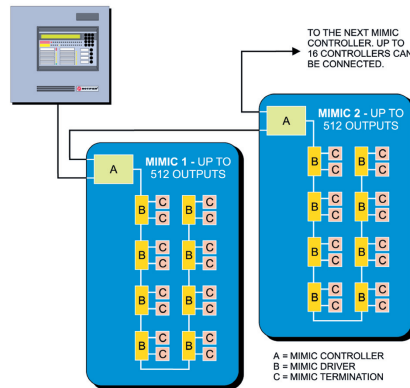 TO THE NEXT MIMIC
CONTROLLER. UP TO
16 CONTROLLERS CAN
BE CONNECTED.
MIMIC 2 - UP TO
512 OUTPUTS
A
B C C B C C
B C C B C C
B C C B C C
B C C B C C
MIMIC 1 - UP TO
512 OUTPUTS
A
B C C B C C
B C C B C C
B C C B C C
B C C B C C
A = MIMIC CONTROLLER
B = MIMIC DRIVER
C = MIMIC TERMINATION